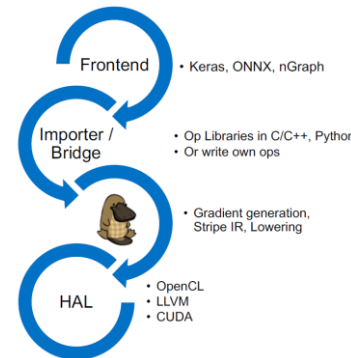 Frontend
• Keras, ONNX, nGraph
Importer /
Bridge
• Op Libraries in C/C++, Python
• Or write own ops
• Gradient generation,
Stripe IR, Lowering
HAL
• OpenCL
• LLVM
• CUDA